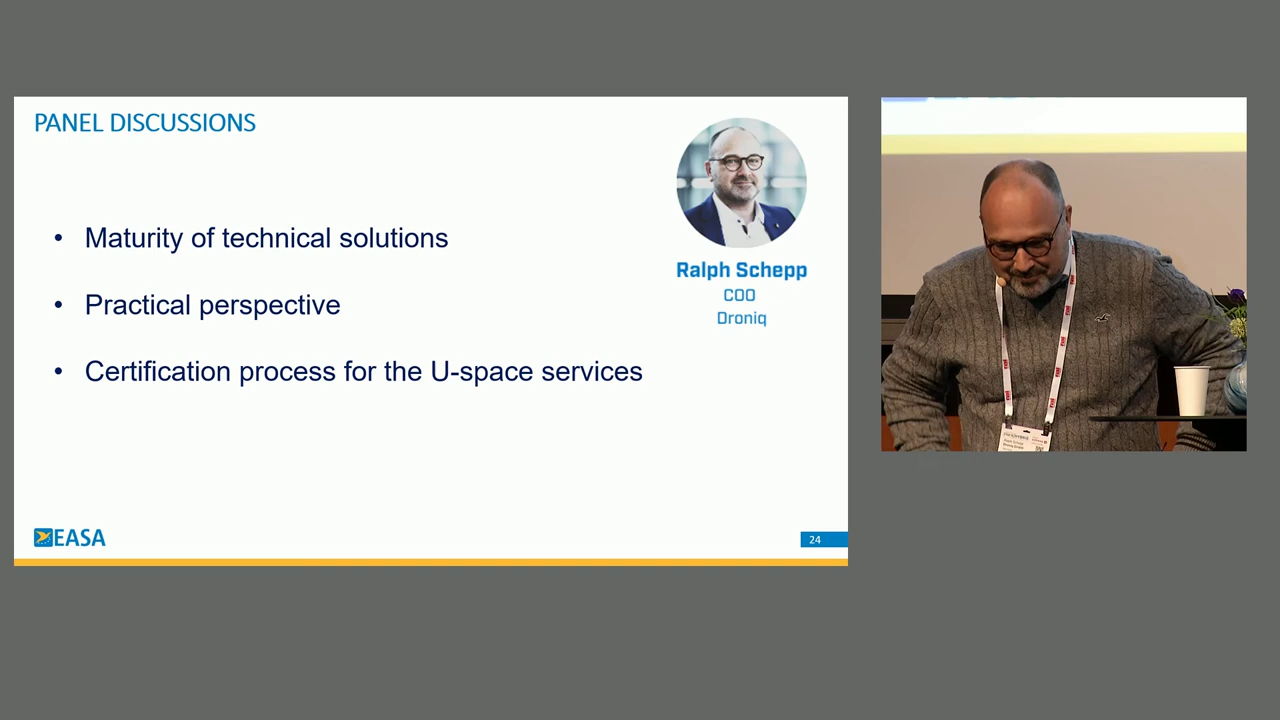 PANEL DISCUSSIONS
• Maturity of technical solutions
• Practical perspective
• Certification process for the U-space services
Ralph Schepp
COO
Droniq
EASA
24